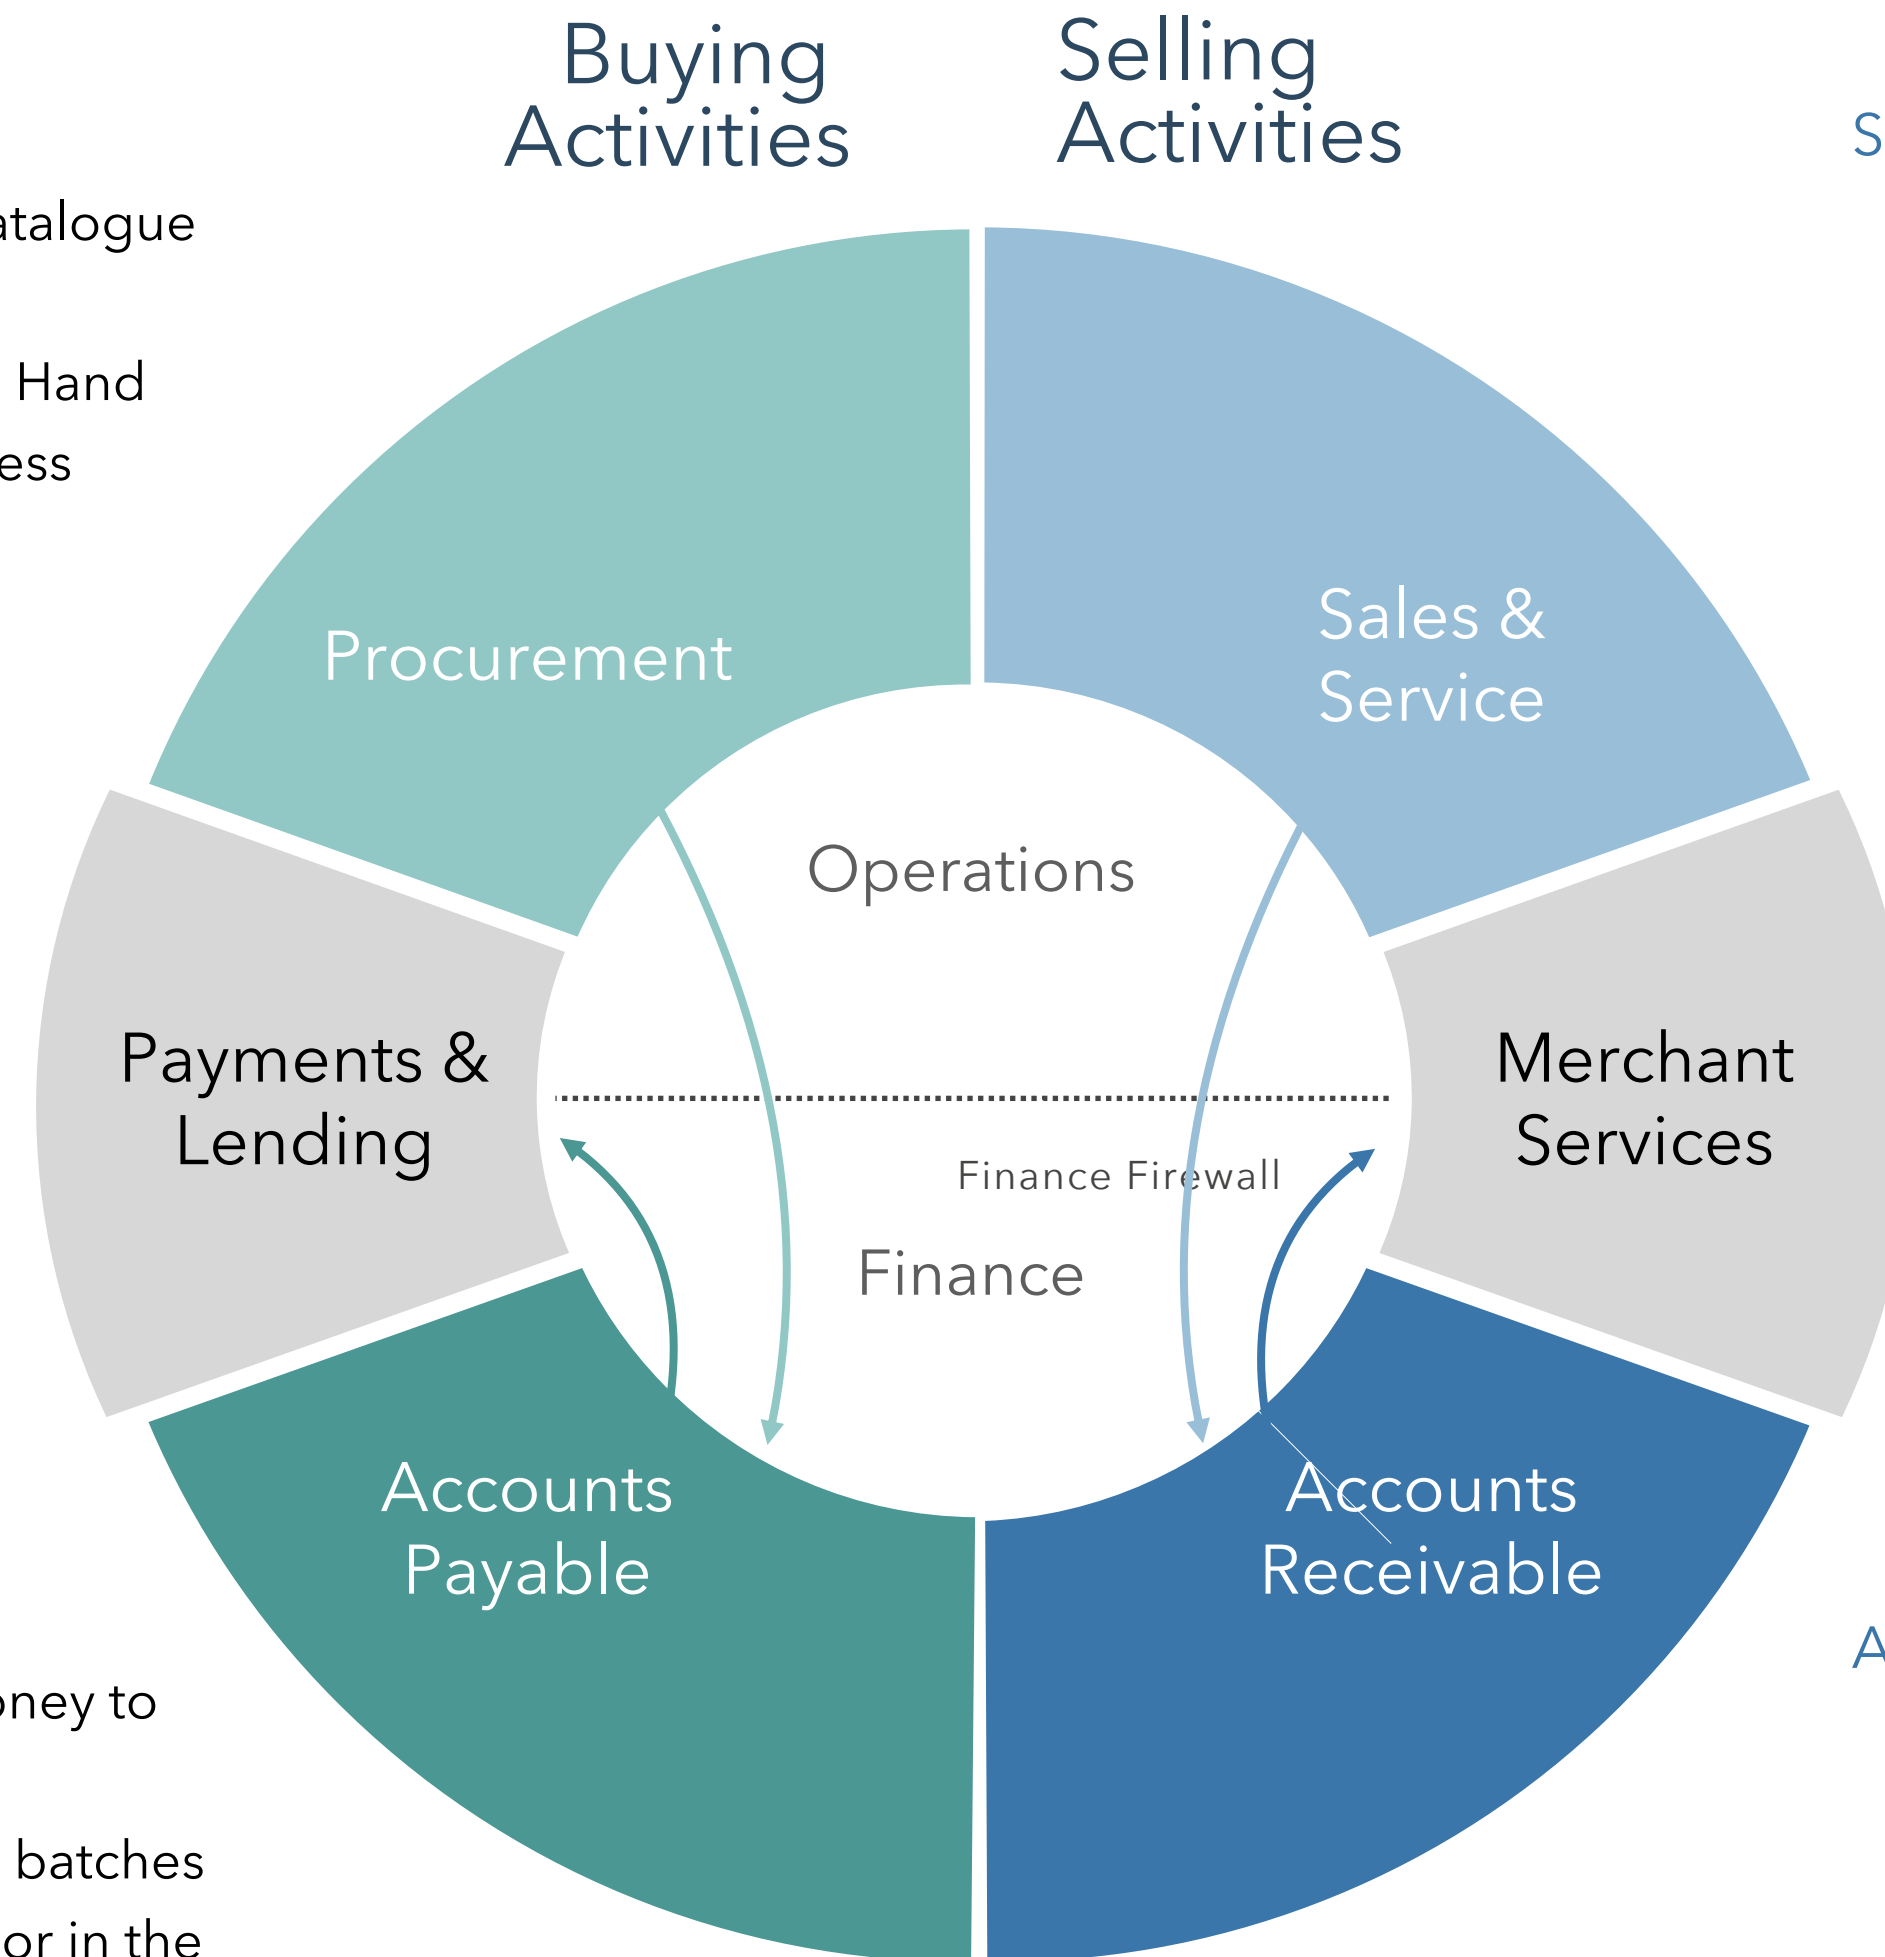 Buying
Activities
Selling
Activities
S
atalogue
Hand
ess
Procurement
Sales &
Service
Operations
Payments &
Lending
Merchant
Services
Finance Firewall
Finance
Accounts
Payable
Accounts
Receivable
A
oney to
batches
or in the